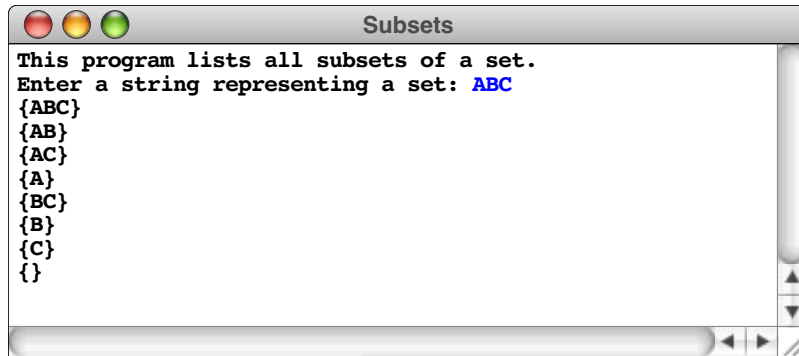 Subsets
This program lists all subsets of a set.
Enter a string representing a set: ABC
{ABC}
{AB}
{AC}
{A}
{BC}
{B}
{C}
{}